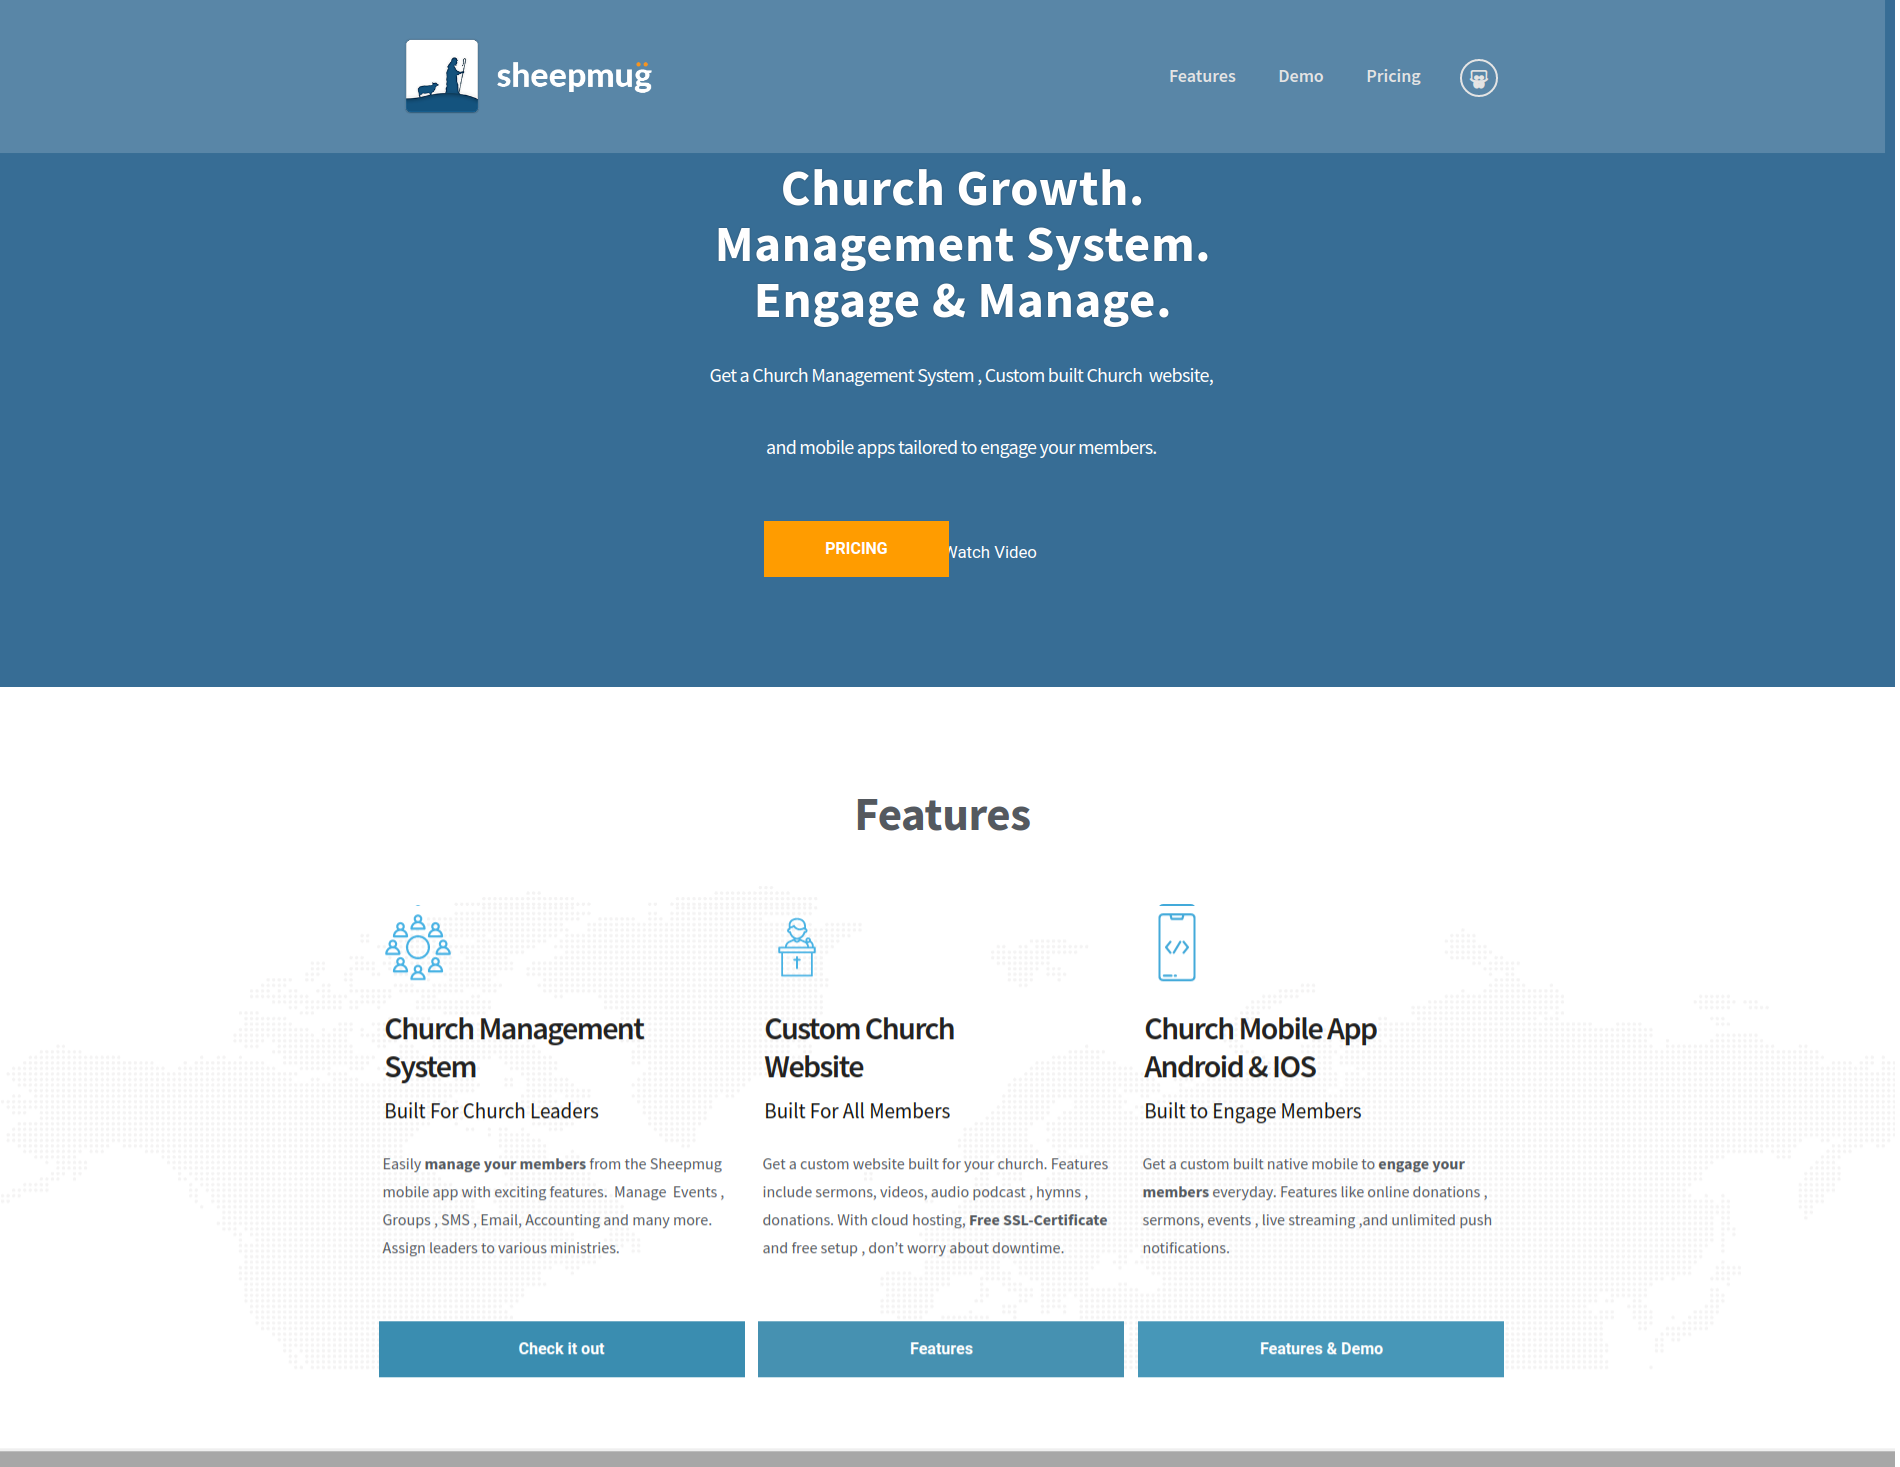 sheepmug
Features
Demo
Pricing
Church Growth.
Management System.
Engage & Manage.
Get a Church Management System , Custom built Church website,
and mobile apps tailored to engage your members.
PRICING
Watch Video
Features
Church Management
System
Built For Church Leaders
Easily manage your members from the Sheepmug
mobile app with exciting features. Manage Events ,
Groups , SMS , Email, Accounting and many more.
Assign leaders to various ministries.
Check it out
Custom Church
Website
Built For All Members
Get a custom website built for your church. Features
include sermons, videos, audio podcast , hymns ,
donations. With cloud hosting, Free SSL-Certificate
and free setup , don't worry about downtime.
Features
Church Mobile App
Android & IOS
Built to Engage Members
Get a custom built native mobile to engage your
members everyday. Features like online donations ,
sermons, events , live streaming ,and unlimited push
notifications.
Features & Demo